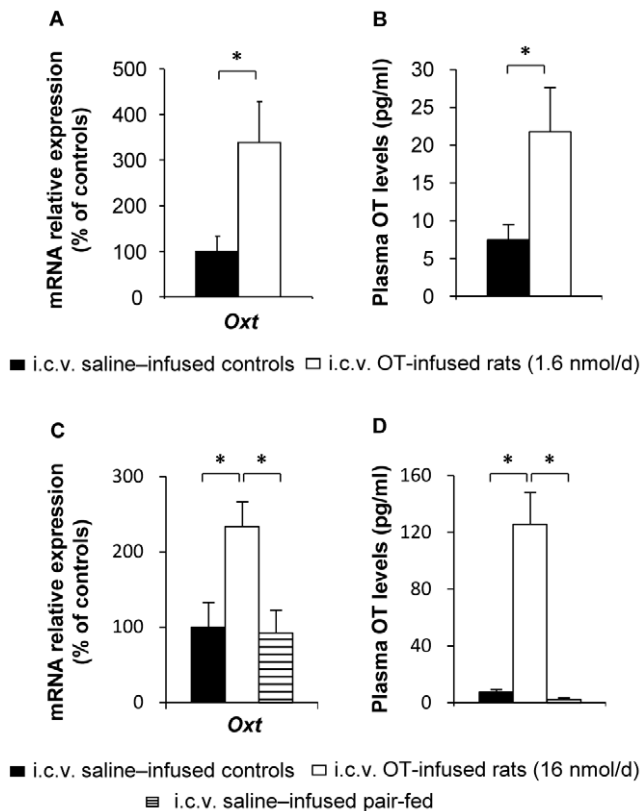 A
mRNA relative expression
(% of controls)
500
400
300
200
100
0
*
Oxt
B
Plasma OT levels (pg/ml)
30
25
20
15
10
5
0
*
i.c.v. saline–infused controls
i.c.v. OT-infused rats (1.6 nmol/d)
C
mRNA relative expression
(% of controls)
300
200
100
0
* *
Oxt
D
Plasma OT levels (pg/ml)
160
120
80
40
0
* *
i.c.v. saline–infused controls
i.c.v. OT-infused rats (16 nmol/d)
i.c.v. saline–infused pair-fed